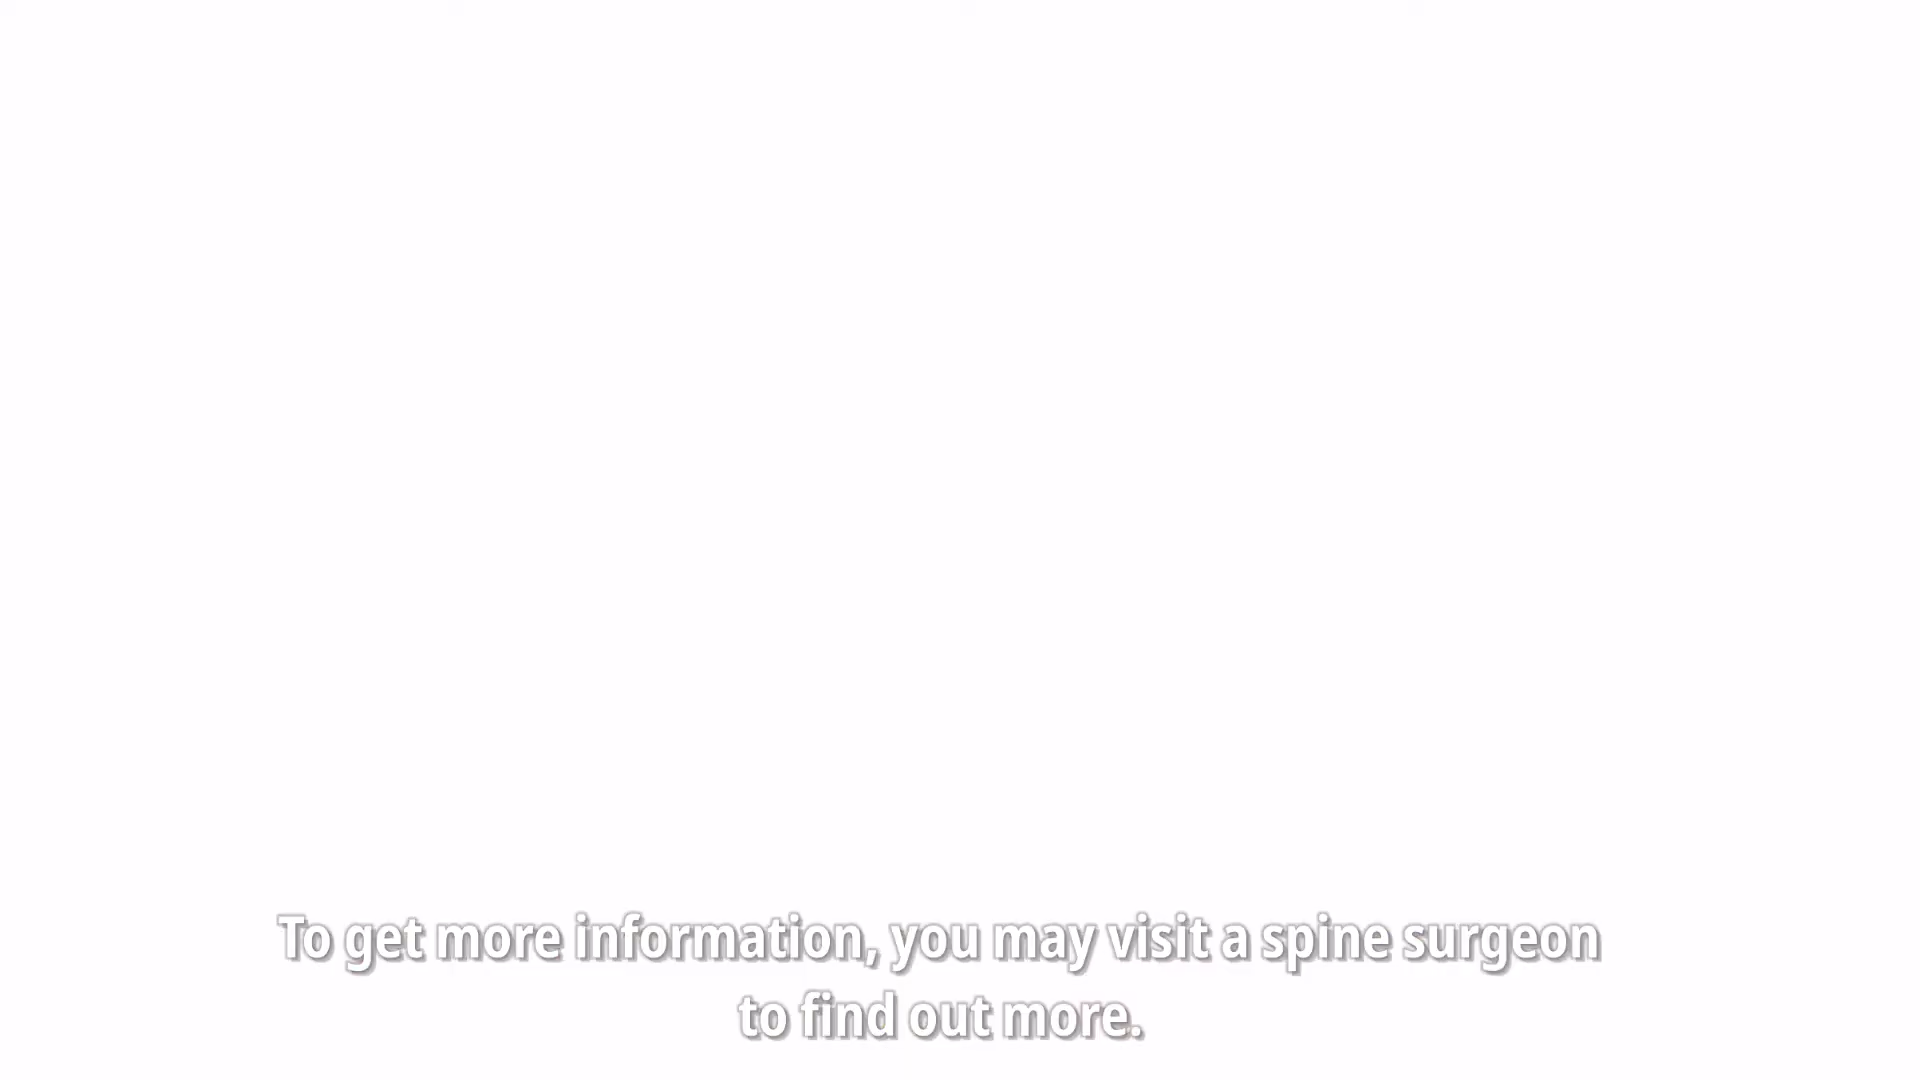 To get more information, you may visit a spine surgeon
to find out more.